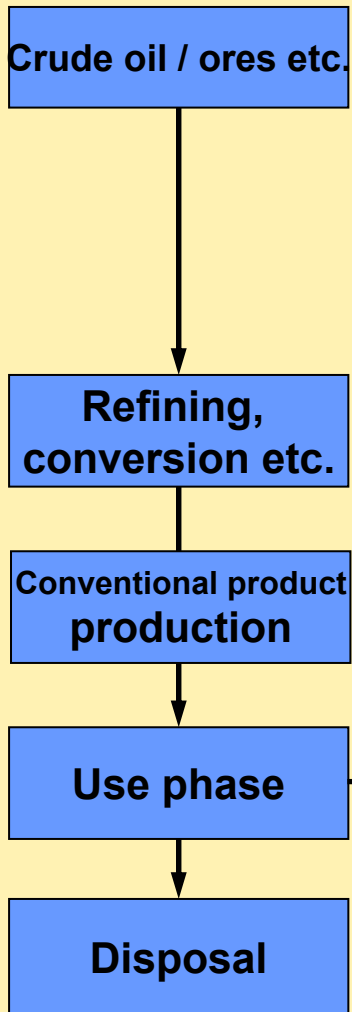 Crude oil / ores etc.
Refining,
conversion etc.
Conventional product
production
Use phase
Disposal